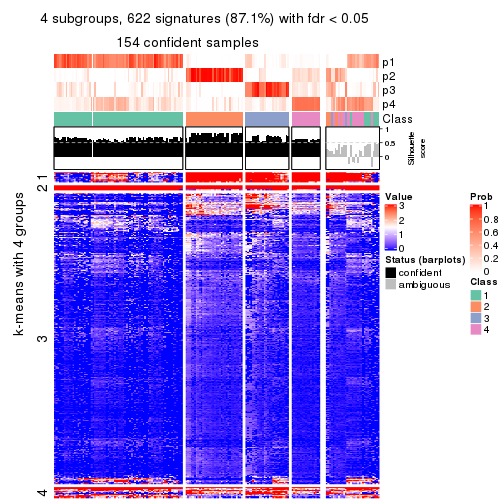 4 subgroups, 622 signatures (87.1%) with fdr < 0.05
154 confident samples
p1
p2
p3
p4
Class
1
0.5
0
Silhouette
score
k-means with 4 groups
1
2
3
4
Value
3
2
1
0
Status (barplots)
confident
ambiguous
Prob
1
0.8
0.6
0.4
0.2
0
Class
1
2
3
4